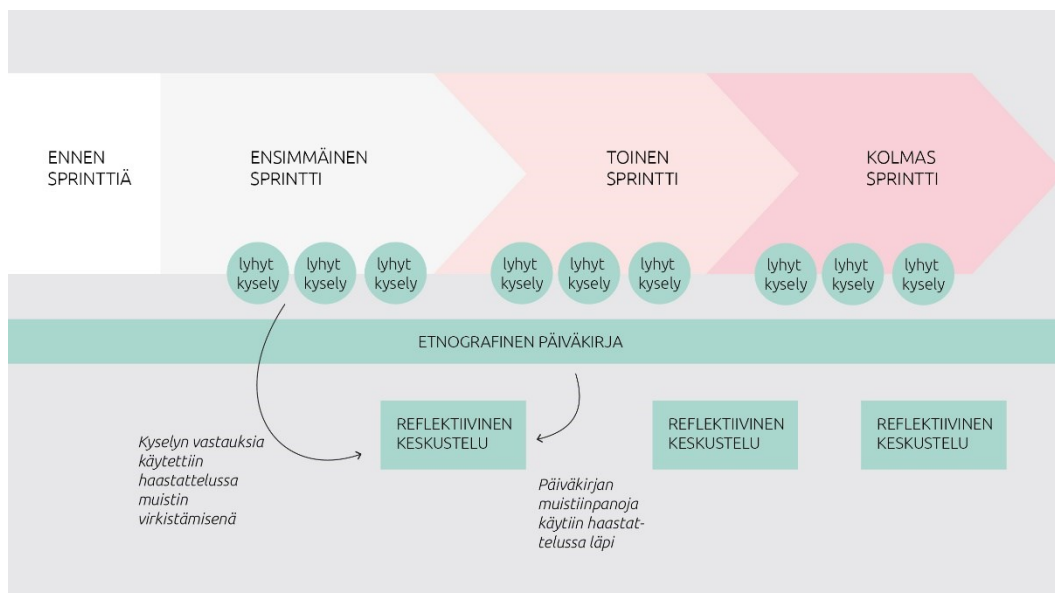 ENNEN
SPRINTTIÄ
ENSIMMÄINEN
SPRINTTI
TOINEN
SPRINTTI
KOLMAS
SPRINTTI
lyhyt
kysely
lyhyt
kysely
lyhyt
kysely
lyhyt
kysely
lyhyt
kysely
lyhyt
kysely
lyhyt
kysely
lyhyt
kysely
lyhyt
kysely
ETNOGRAFINEN PÄIVÄKIRJA
REFLEKTIIVINEN
KESKUSTELU
REFLEKTIIVINEN
KESKUSTELU
REFLEKTIIVINEN
KESKUSTELU
Kyselyn vastauksia
käytettiin
haastattelussa
muistin
virkistämisenä
Päiväkirjan
muistiinpanoja
käytiin haastat-
telussa läpi